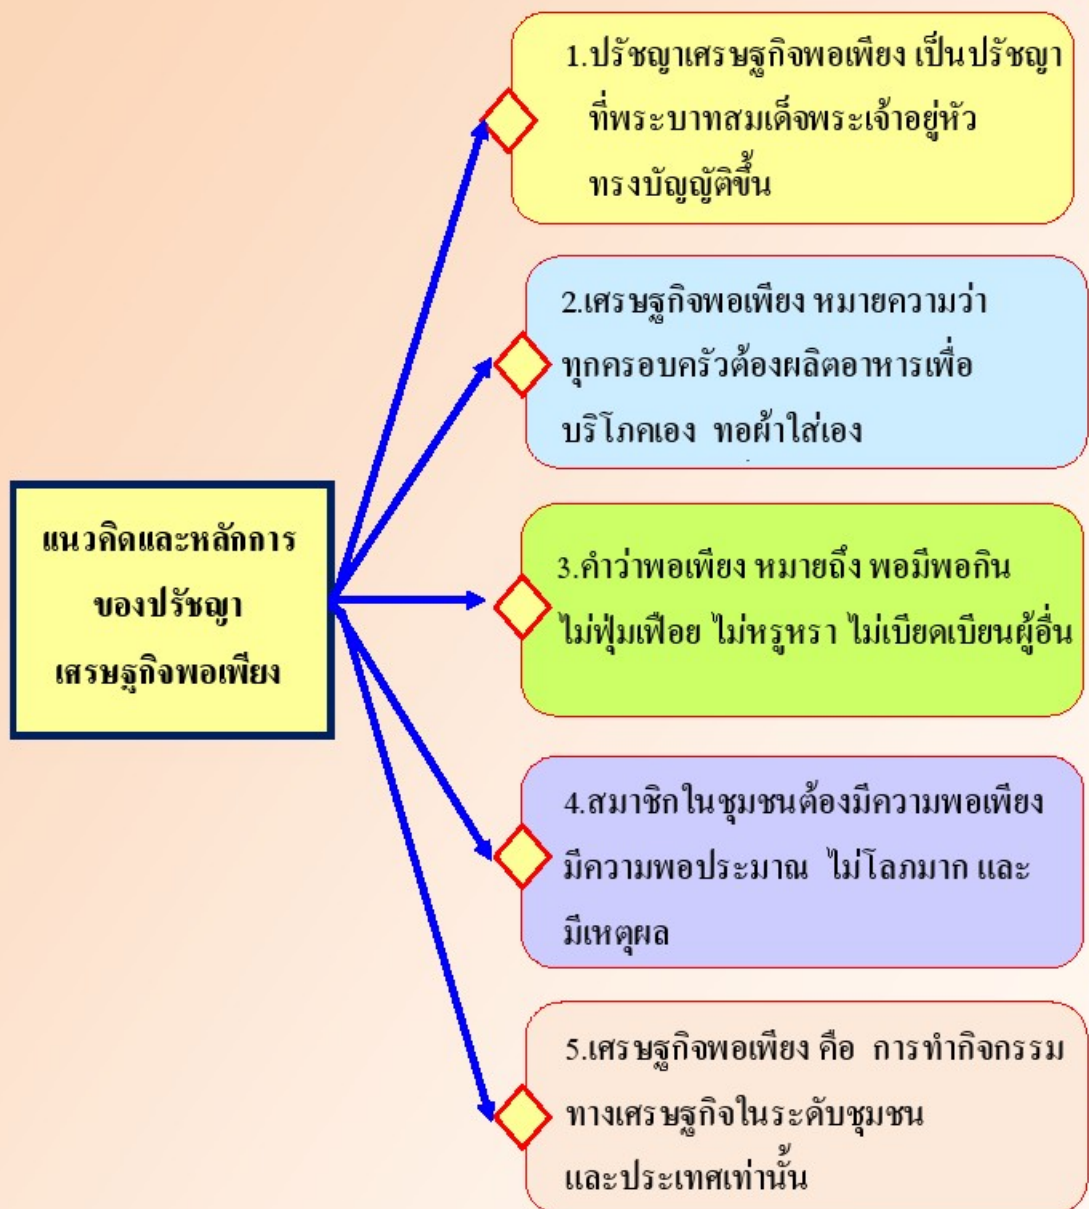 แนวคิดและหลักการ
ของปรัชญา
เศรษฐกิจพอเพียง
1.ปรัชญาเศรษฐกิจพอเพียง เป็นปรัชญา
ที่พระบาทสมเด็จพระเจ้าอยู่หัว
ทรงบัญญัติขึ้น
2.เศรษฐกิจพอเพียง หมายความว่า
ทุกครอบครัวต้องผลิตอาหารเพื่อ
บริโภคเอง ทอผ้าใส่เอง
3.คำว่าพอเพียง หมายถึง พอมีพอกิน
ไม่ฟุ่มเฟือย ไม่หรูหรา ไม่เบียดเบียนผู้อื่น
4.สมาชิกในชุมชนต้องมีความพอเพียง
มีความพอประมาณ ไม่โลภมาก และ
มีเหตุผล
5.เศรษฐกิจพอเพียง คือ การทำกิจกรรม
ทางเศรษฐกิจในระดับชุมชน
และประเทศเท่านั้น